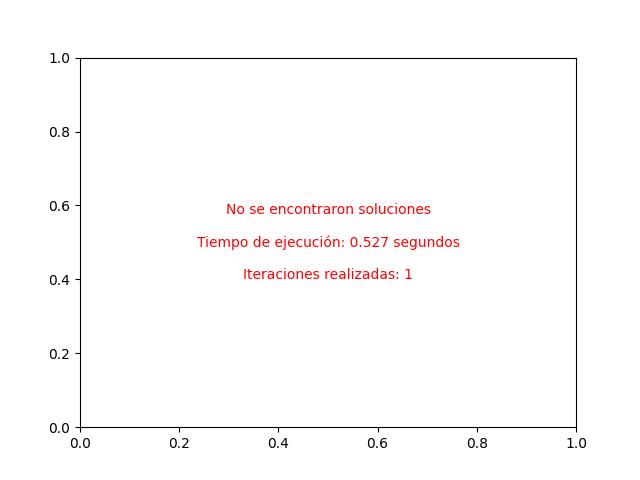 1.0
0.8
0.6
0.4
0.2
0.0
No se encontraron soluciones
Tiempo de ejecución: 0.527 segundos
Iteraciones realizadas: 1
0.0 0.2 0.4 0.6 0.8 1.0